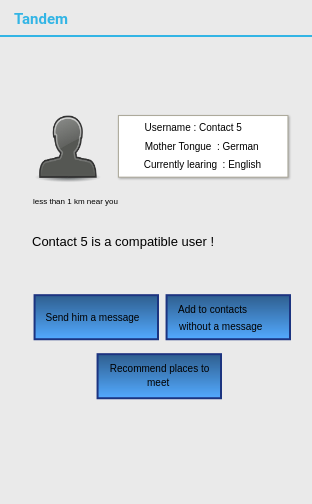 Tandem
Username : Contact 5
Mother Tongue  : German
Currently learing  : English
less than 1 km near you
Contact 5 is a compatible user !
Send him a message
Add to contacts
without a message
Recommend places to
meet